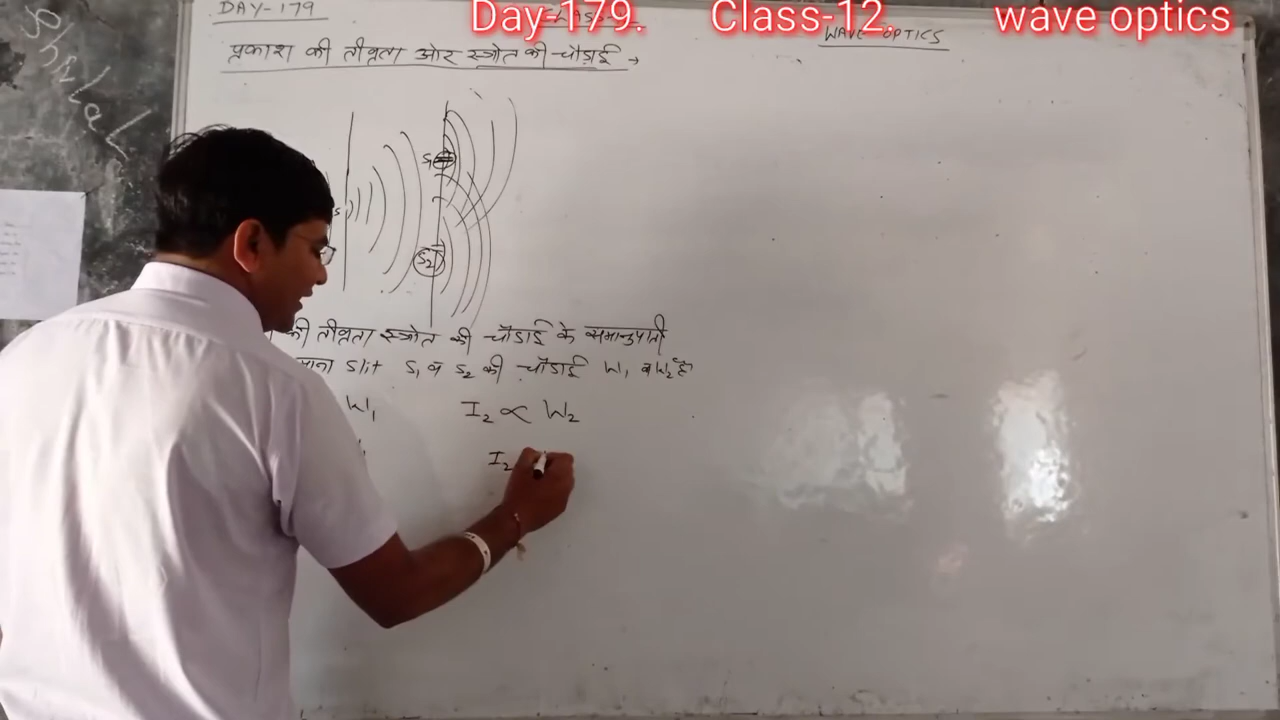 DAY-179
Day-179. Class-12. wave optics
WAVE OPTICS
प्रकाश की तीव्रता और स्त्रोत की चौड़ाई →
S
S1
S2
की तीव्रता स्त्रोत की चौडाई के समानुपाती
माना slit S1 व S2 की चौडाई W1 व W2 है
W1 I2 ∝ W2
I2